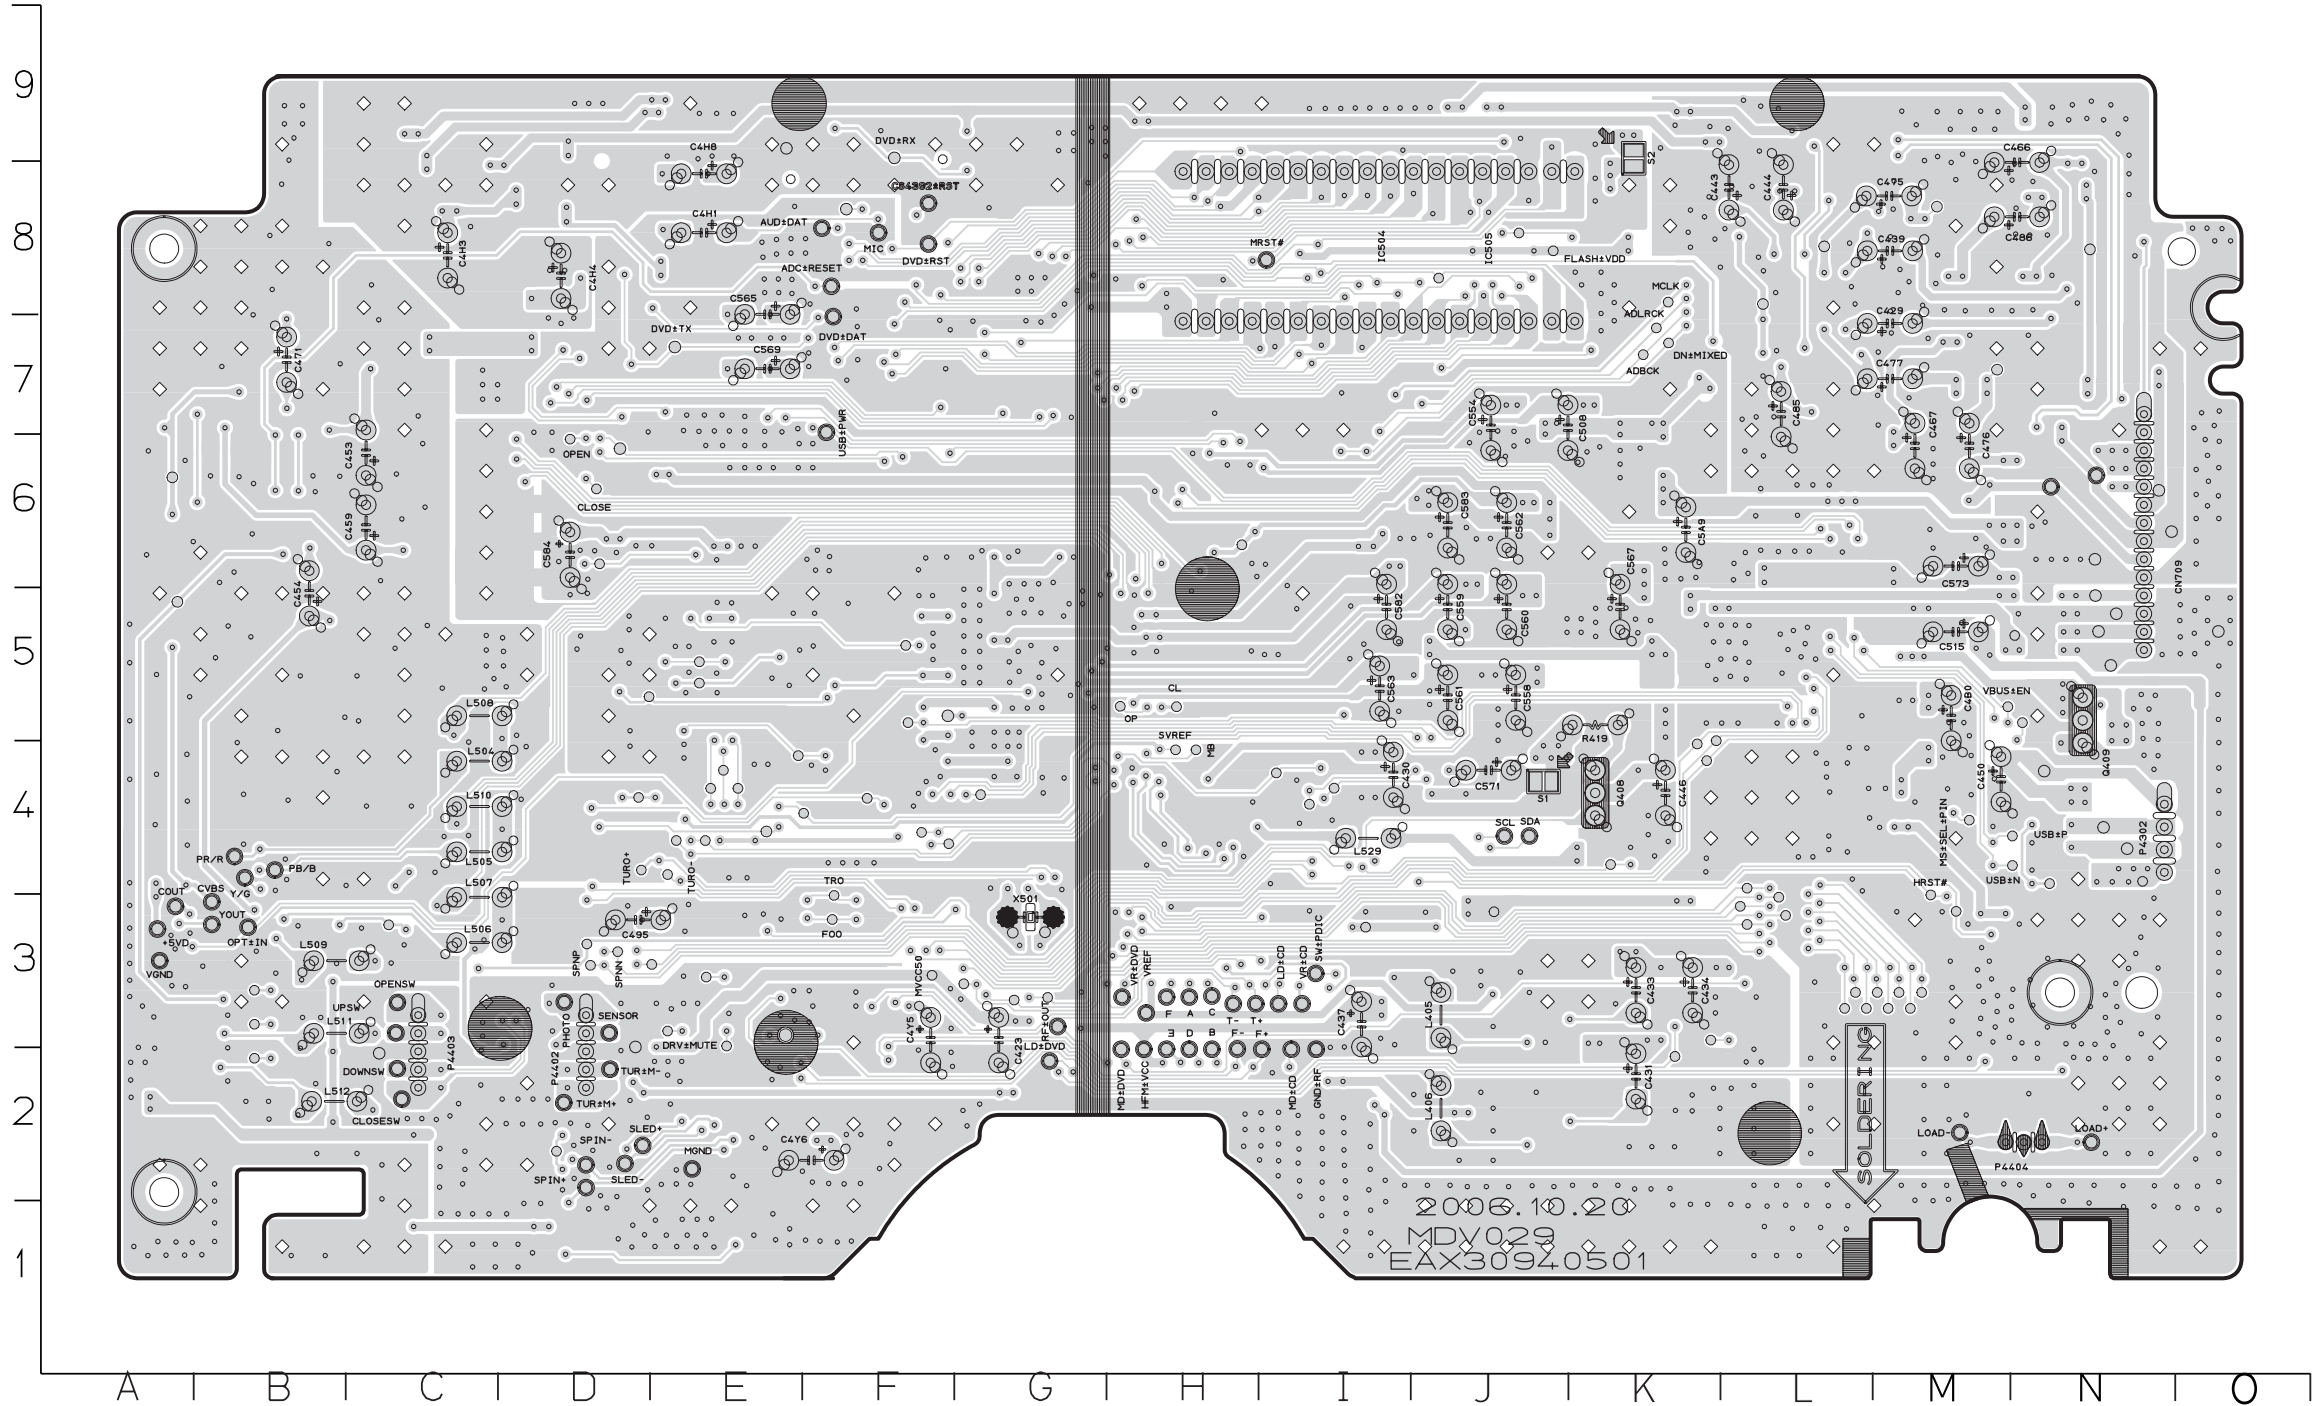 9
8
7
6
5
4
3
2
1
C4H8
DVD±RX
S2
C466
CS4392±RST
C443
C444
C475
C4H1
AUD±DAT
MIC
DVD±RST
MRST#
IC504
IC505
FLASH±VDD
C439
C486
C4H3
C4H4
ADC±RESET
MCLK
C565
ADLRCK
C429
DVD±TX
DVD±DAT
C471
C569
DN±MIXED
C477
ADBCK
USB±PWR
C554
C508
C485
C467
C476
C453
OPEN
CLOSE
C459
C584
C583
C562
C5A9
C567
C573
CN709
C454
C582
C559
C560
C515
C563
C561
C558
CL
OP
C480
VBUS±EN
L508
SVREF
MB
R419
Q409
L504
C430
C571
S1
Q408
C446
C450
L510
MS±SEL±PIN
SCL
SDA
USB±P
P4302
L505
L529
PR/R
PB/B
TURO+
TURO-
COUT
CVBS
Y/G
L507
TRO
HRST#
USB±N
X501
YOUT
+5VD
OPT±IN
L509
L506
C495
FOO
SPNP
SPNN
VGND
MVCC50
VR±DVD
VREF
LD±CD
VR±CD
SW±PDIC
OPENSW
UPSW
L511
P4403
PHOTO
SENSOR
C4Y5
C423
RF±OUT
F
A
C
T-
T+
C437
L405
C433
C434
E
D
B
F-
F+
DRV±MUTE
LD±DVD
DOWNSW
P4402
TUR±M-
L512
TUR±M+
MD±DVD
HFM±VCC
MD±CD
GND±RF
L406
C431
CLOSESW
SOLDERING
SPIN-
SLED+
C4Y6
MGND
LOAD-
LOAD+
SPIN+
SLED-
P4404
2006.10.20
MDV029
EAX30940501
A B C D E F G H I J K L M N O